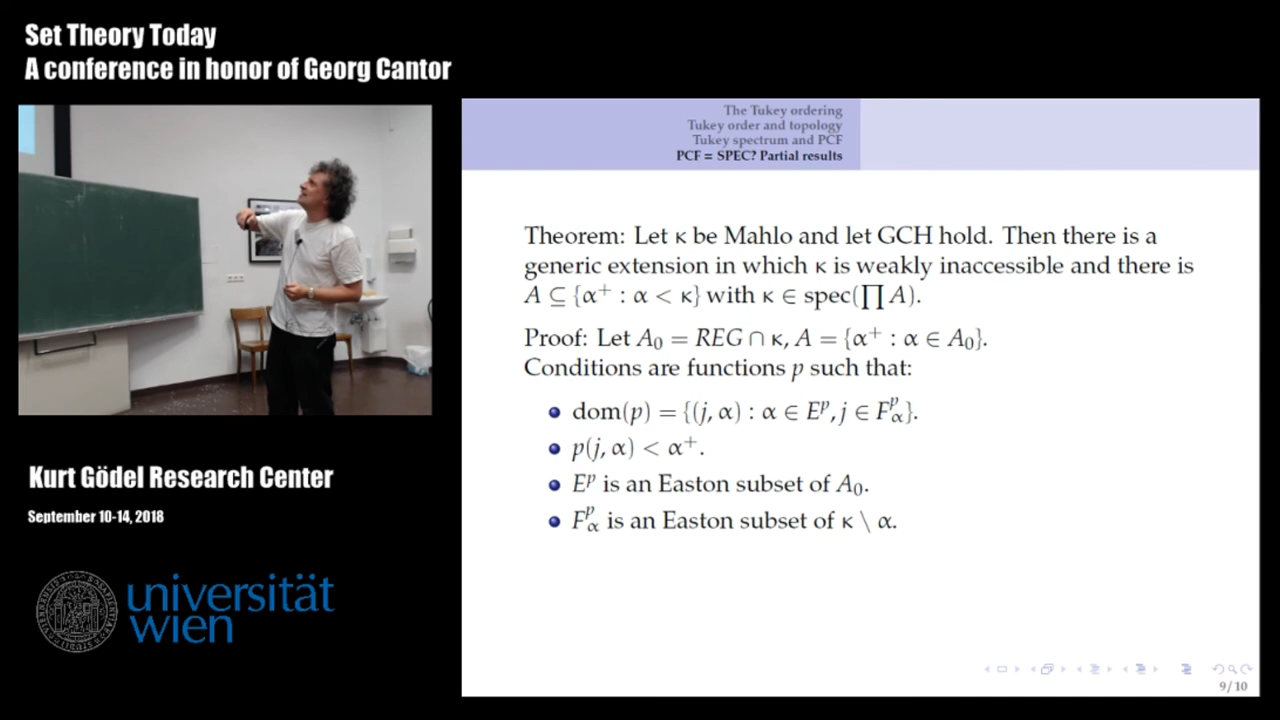 Set Theory Today
A conference in honor of Georg Cantor
The Tukey ordering
Tukey order and topology
Tukey spectrum and PCF
PCF = SPEC? Partial results
Theorem: Let κ be Mahlo and let GCH hold. Then there is a
generic extension in which κ is weakly inaccessible and there is
A ⊆ {α⁺ : α < κ} with κ ∈ spec(∏ A).
Proof: Let A₀ = REG ∩ κ, A = {α⁺ : α ∈ A₀}.
Conditions are functions p such that:
dom(p) = {(j, α) : α ∈ Eᵖ, j ∈ Fᵖ_α}.
p(j, α) < α⁺.
Eᵖ is an Easton subset of A₀.
Fᵖ_α is an Easton subset of κ \ α.
Kurt Gödel Research Center
September 10-14, 2018
universität
wien
9/10